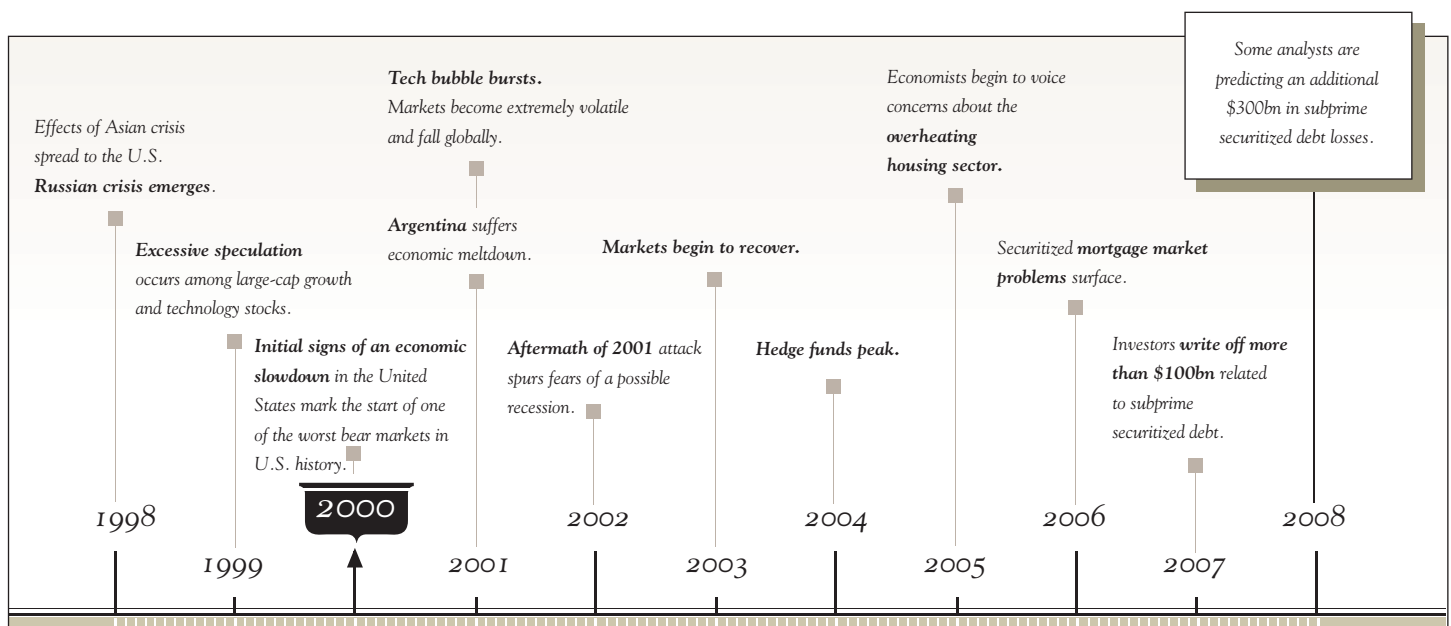 Effects of Asian crisis
spread to the U.S.
Russian crisis emerges.
Excessive speculation
occurs among large-cap growth
and technology stocks.
Initial signs of an economic
slowdown in the United
States mark the start of one
of the worst bear markets in
U.S. history.
Tech bubble bursts.
Markets become extremely volatile
and fall globally.
Argentina suffers
economic meltdown.
Aftermath of 2001 attack
spurs fears of a possible
recession.
Markets begin to recover.
Hedge funds peak.
Economists begin to voice
concerns about the
overheating
housing sector.
Securitized mortgage market
problems surface.
Investors write off more
than $100bn related
to subprime
securitized debt.
Some analysts are
predicting an additional
$300bn in subprime
securitized debt losses.
1998
1999
2000
2001
2002
2003
2004
2005
2006
2007
2008